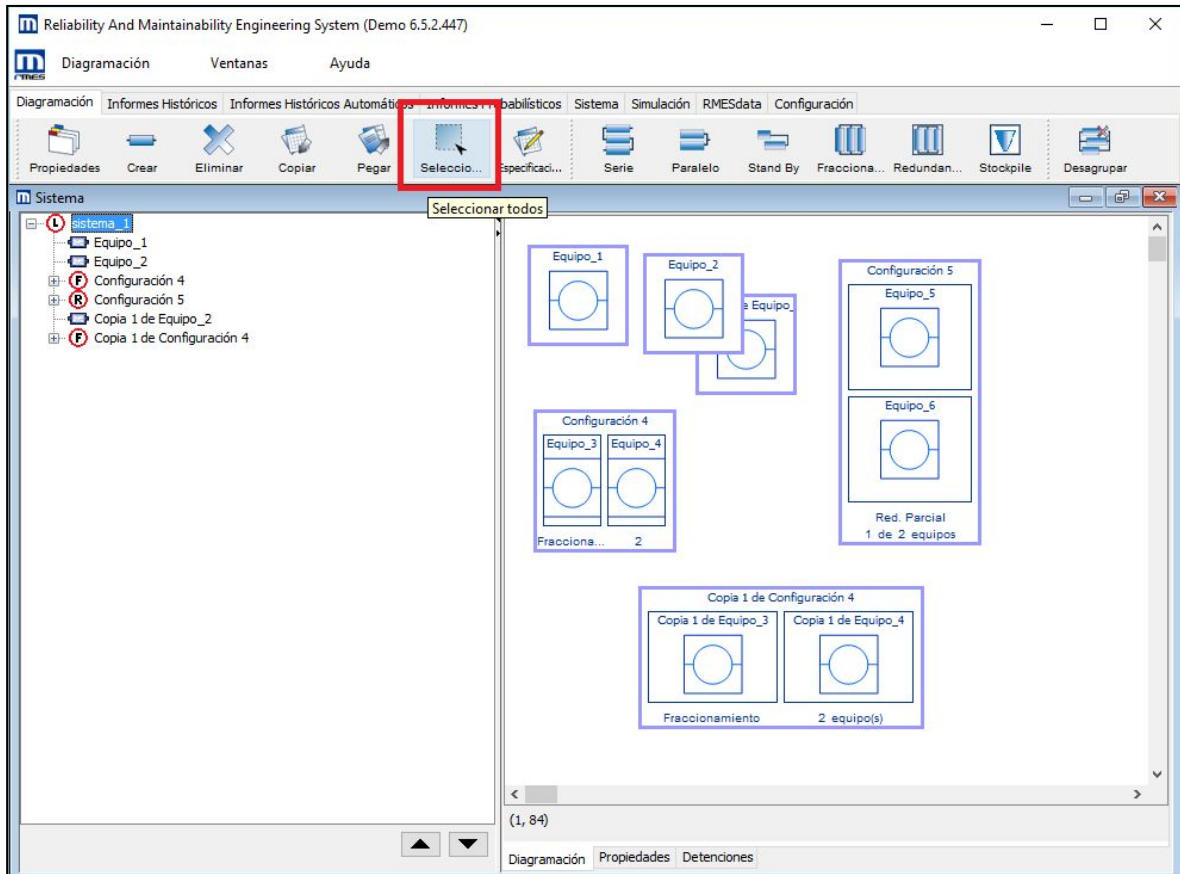 Reliability And Maintainability Engineering System (Demo 6.5.2.447)
Diagramación Ventanas Ayuda
Diagramación Informes Históricos Informes Históricos Automáticos Informes Probabilísticos Sistema Simulación RMESdata Configuración
Propiedades Crear Eliminar Copiar Pegar Seleccio... Especificaci... Serie Paralelo Stand By Fracciona... Redundan... Stockpile Desagrupar
Sistema
Seleccionar todos
sistema_1
Equipo_1
Equipo_2
Configuración 4
Configuración 5
Copia 1 de Equipo_2
Copia 1 de Configuración 4
Equipo_1
Equipo_2
e Equipo_
Configuración 5
Equipo_5
Equipo_6
Red. Parcial
1 de 2 equipos
Configuración 4
Equipo_3 Equipo_4
Fracciona... 2
Copia 1 de Configuración 4
Copia 1 de Equipo_3 Copia 1 de Equipo_4
Fraccionamiento 2 equipo(s)
(1, 84)
Diagramación Propiedades Detenciones